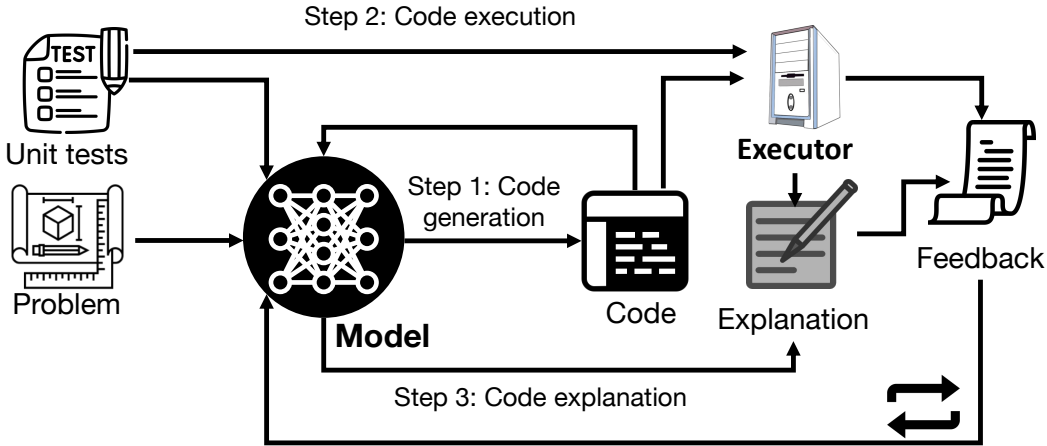 Step 2: Code execution
TEST
Unit tests
Executor
Step 1: Code
generation
Problem
Model
Code
Explanation
Feedback
Step 3: Code explanation